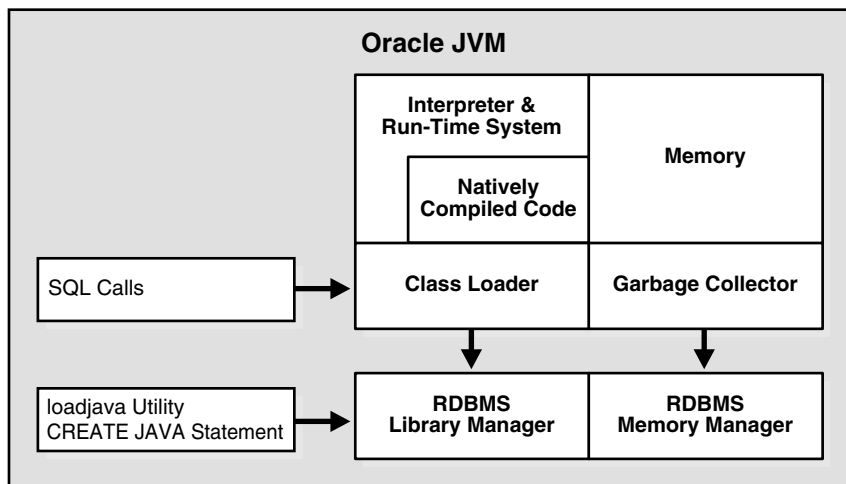 Oracle JVM
Interpreter &
Run-Time System
Memory
Natively
Compiled Code
SQL Calls
Class Loader
Garbage Collector
loadjava Utility
CREATE JAVA Statement
RDBMS
Library Manager
RDBMS
Memory Manager